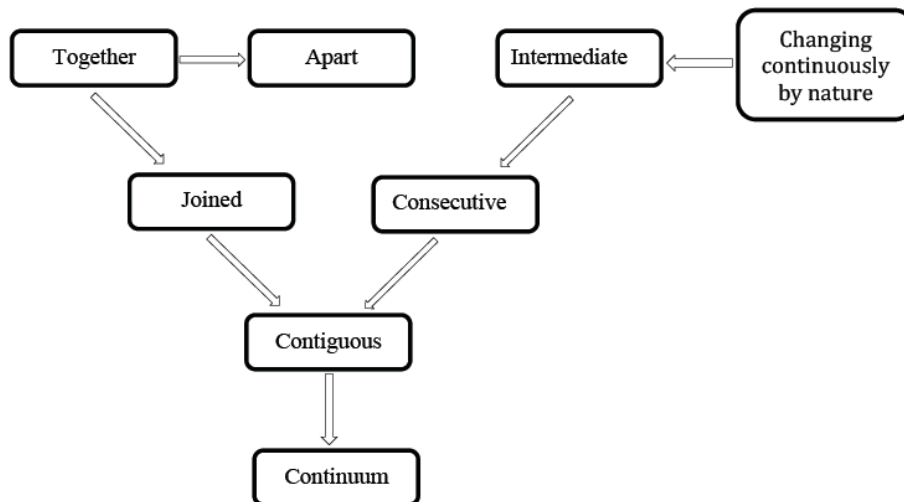 Together
Apart
Intermediate
Changing
continuously
by nature
Joined
Consecutive
Contiguous
Continuum